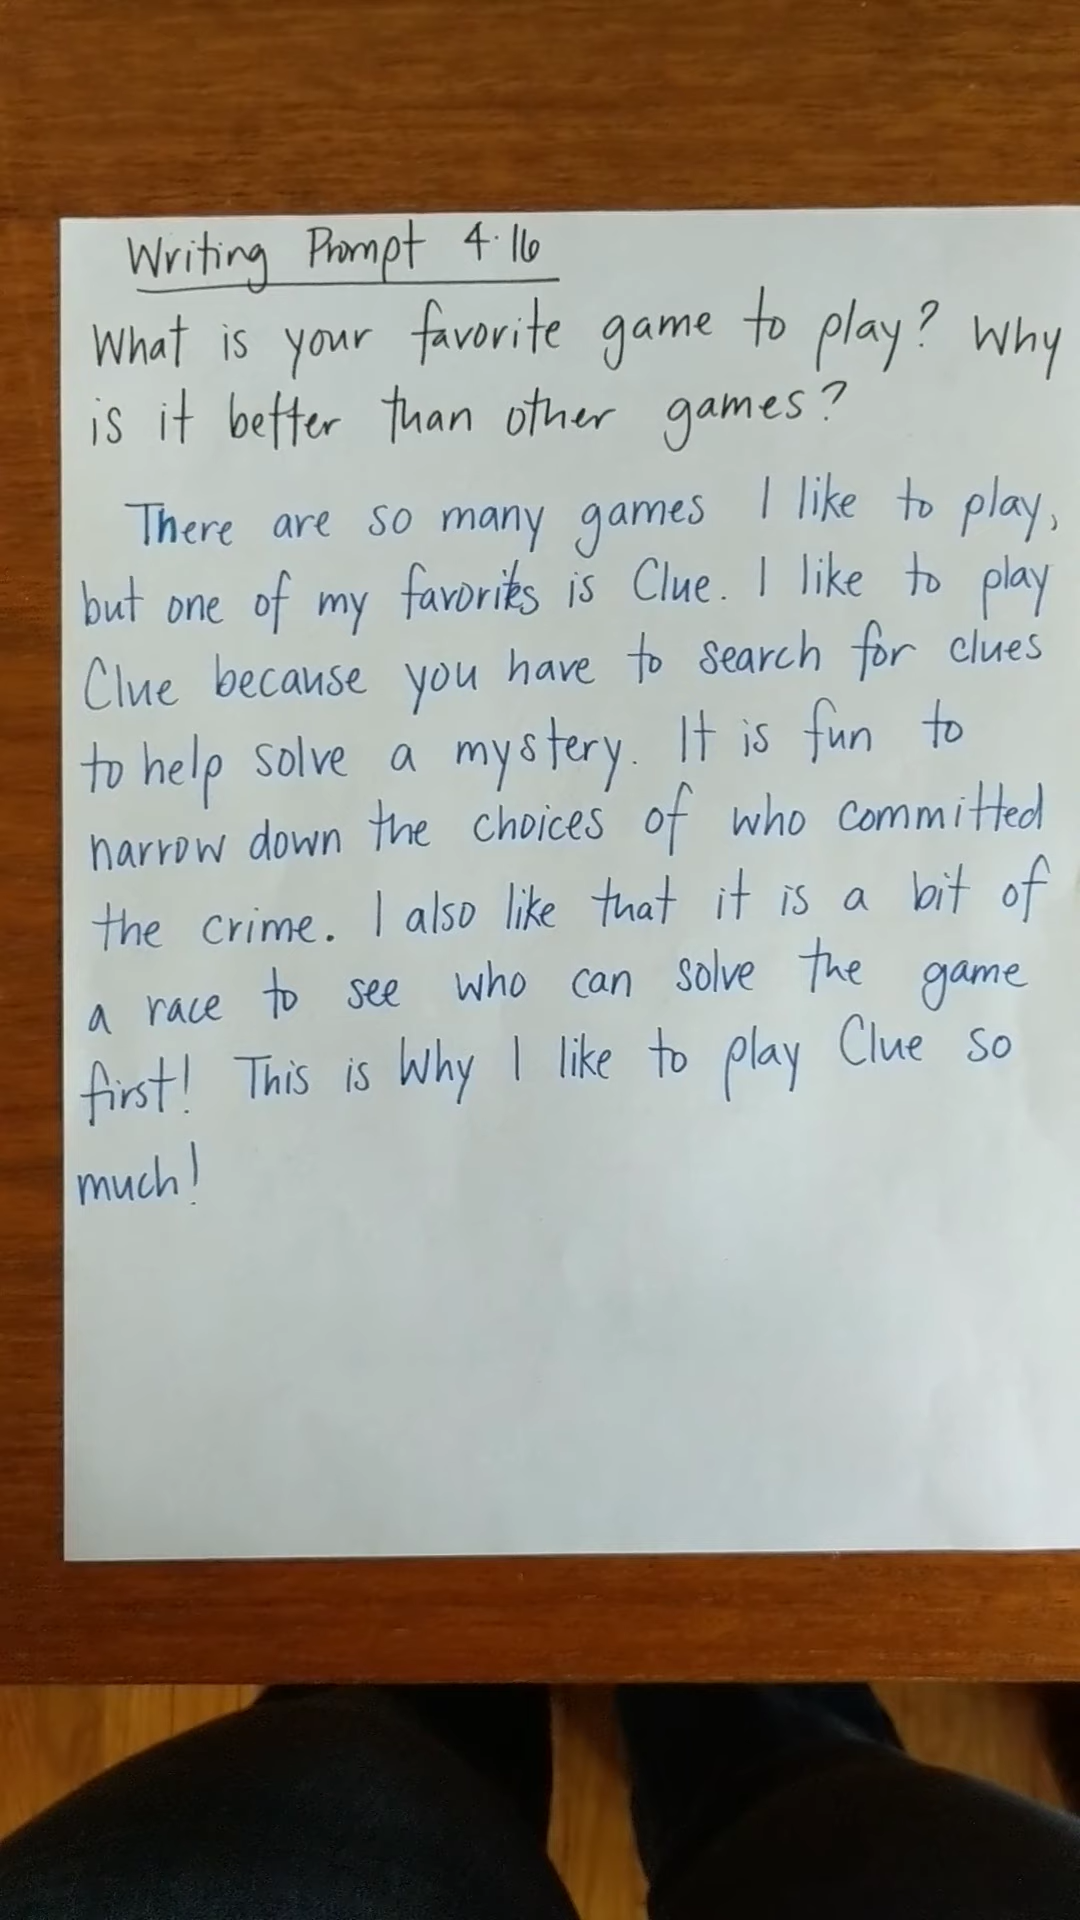 Writing Prompt 4.16
What is your favorite game to play? Why
is it better than other games?
There are so many games I like to play,
but one of my favorites is Clue. I like to play
Clue because you have to search for clues
to help solve a mystery. It is fun to
narrow down the choices of who committed
the crime. I also like that it is a bit of
a race to see who can solve the game
first! This is why I like to play Clue so
much!